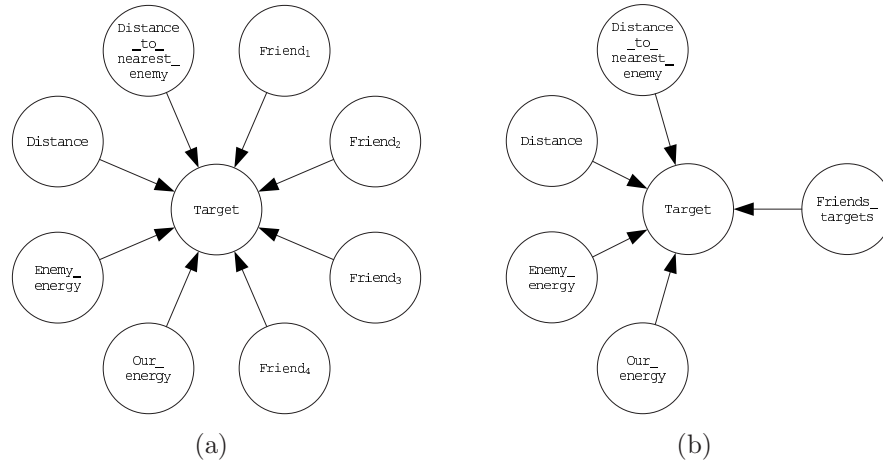 Distance
_to_
nearest_
enemy
Friend₁
Distance
Friend₂
Target
Enemy_
energy
Friend₃
Our_
energy
Friend₄
(a)
Distance
_to_
nearest_
enemy
Distance
Target
Friends_
targets
Enemy_
energy
Our_
energy
(b)